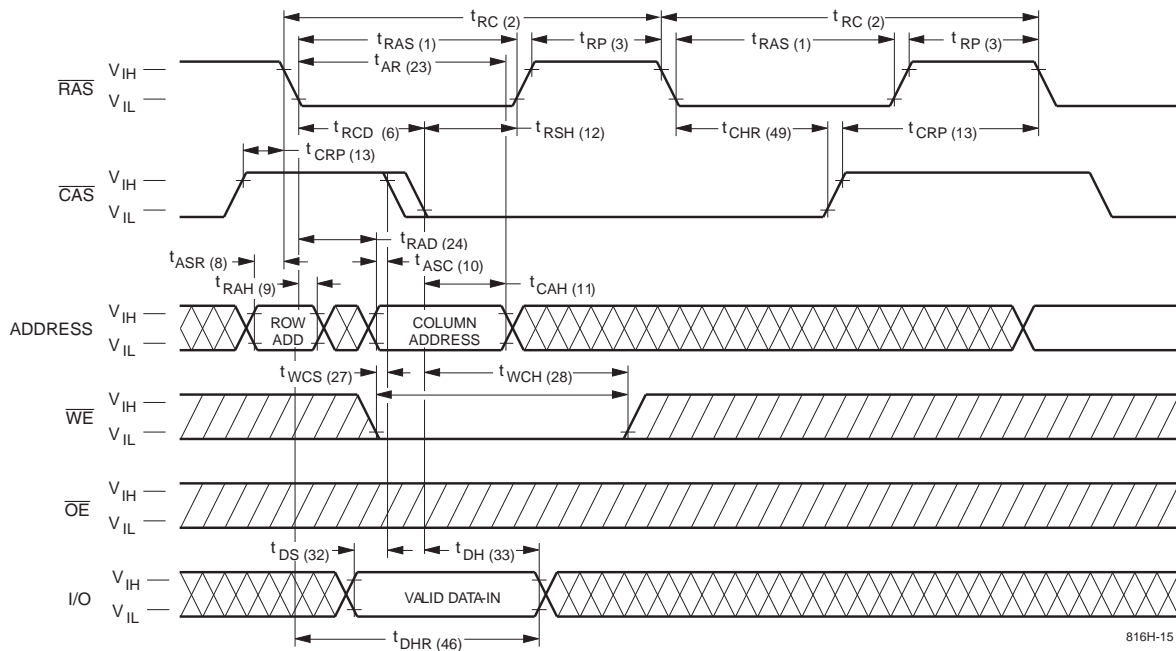 t RC (2) t RC (2)
t RAS (1) t RP (3) t RAS (1) t RP (3)
t AR (23)
RAS V IH V IL
t RCD (6) t RSH (12) t CHR (49) t CRP (13)
t CRP (13)
CAS V IH V IL
t RAD (24)
t ASR (8) t ASC (10)
t RAH (9) t CAH (11)
ADDRESS V IH V IL
ROW ADD
COLUMN ADDRESS
t WCS (27) t WCH (28)
WE V IH V IL
OE V IH V IL
t DS (32) t DH (33)
I/O V IH V IL
VALID DATA-IN
t DHR (46)
816H-15